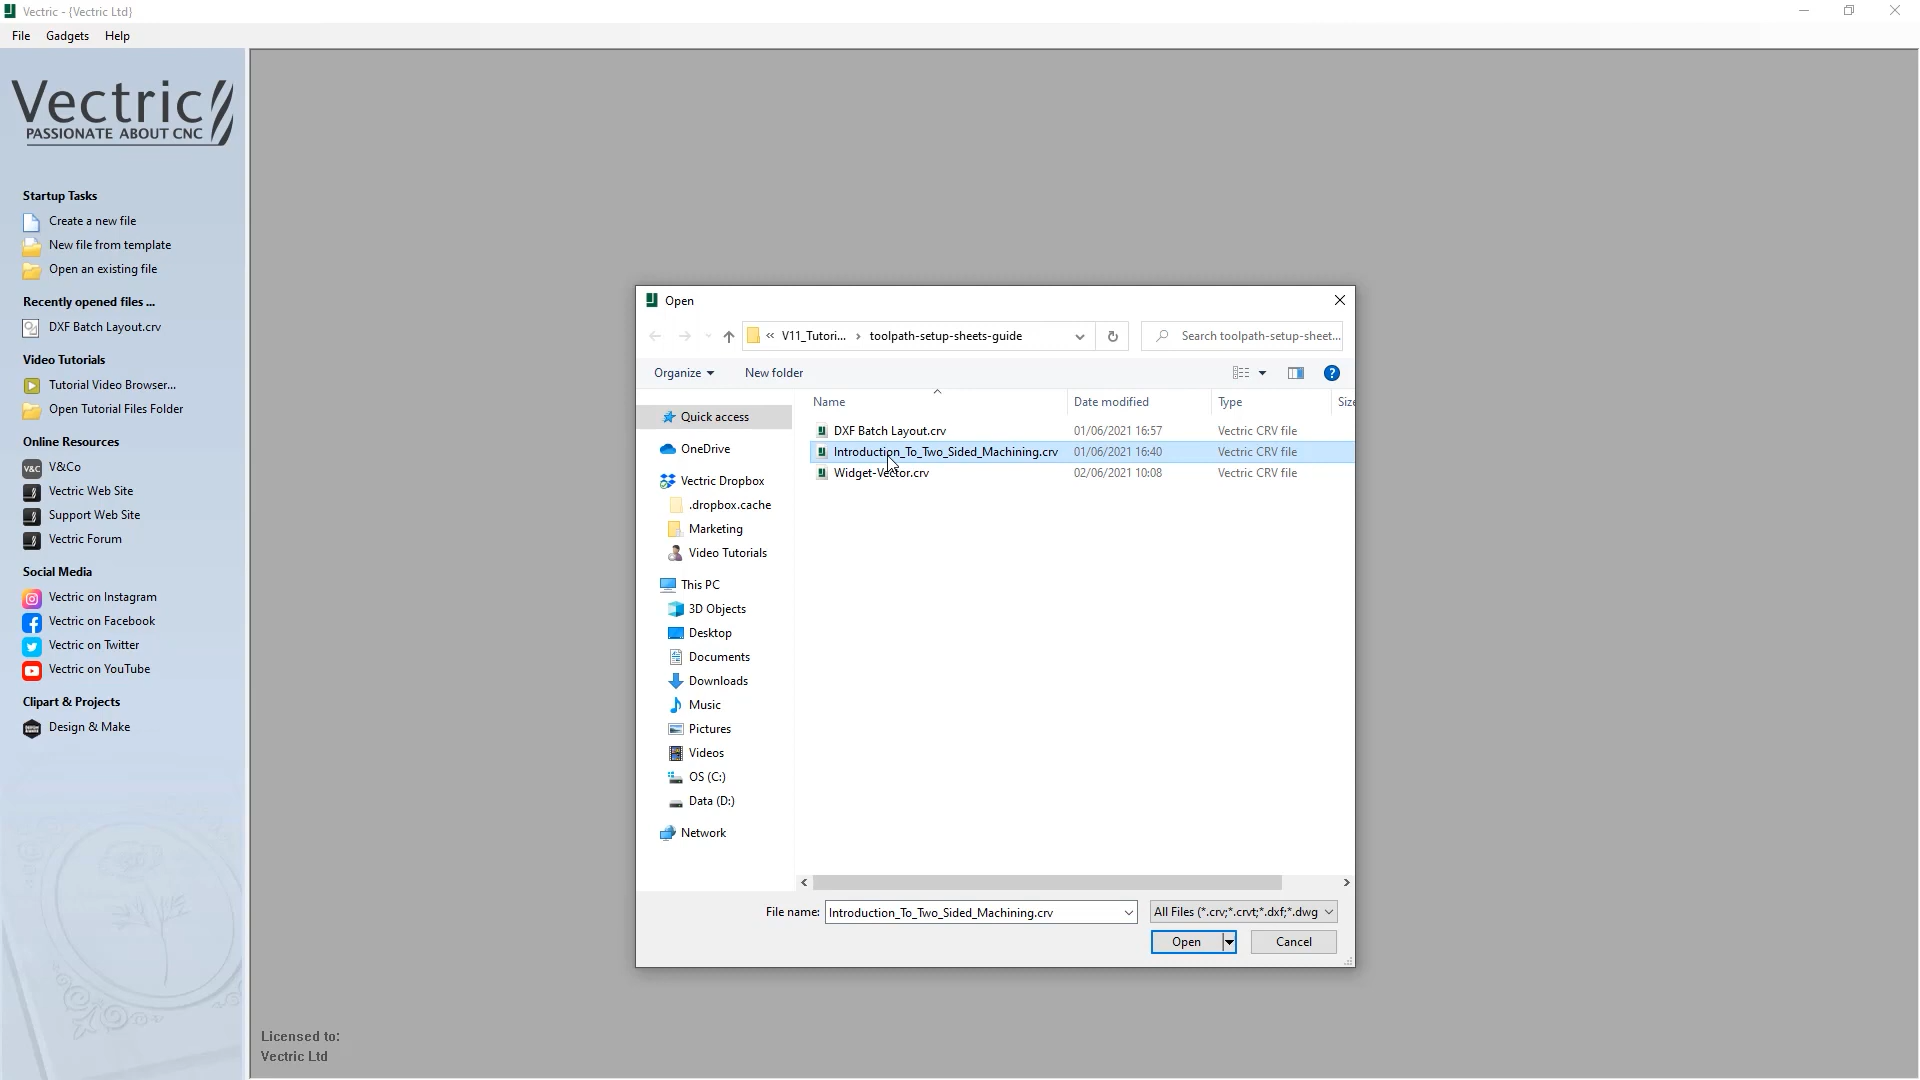 Vectric - {Vectric Ltd}
File Gadgets Help
Vectric
PASSIONATE ABOUT CNC
Startup Tasks
Create a new file
New file from template
Open an existing file
Recently opened files ...
DXF Batch Layout.crv
Video Tutorials
Tutorial Video Browser...
Open Tutorial Files Folder
Online Resources
V&C V&Co
Vectric Web Site
Support Web Site
Vectric Forum
Social Media
Vectric on Instagram
Vectric on Facebook
Vectric on Twitter
Vectric on YouTube
Clipart & Projects
Design & Make
Licensed to:
Vectric Ltd
Open
« V11_Tutori... › toolpath-setup-sheets-guide
Search toolpath-setup-sheet...
Organize New folder
Quick access
OneDrive
Vectric Dropbox
.dropbox.cache
Marketing
Video Tutorials
This PC
3D Objects
Desktop
Documents
Downloads
Music
Pictures
Videos
OS (C:)
Data (D:)
Network
Name Date modified Type Size
DXF Batch Layout.crv 01/06/2021 16:57 Vectric CRV file
Introduction_To_Two_Sided_Machining.crv 01/06/2021 16:40 Vectric CRV file
Widget-Vector.crv 02/06/2021 10:08 Vectric CRV file
File name: Introduction_To_Two_Sided_Machining.crv All Files (*.crv;*.crvt;*.dxf;*.dwg
Open Cancel